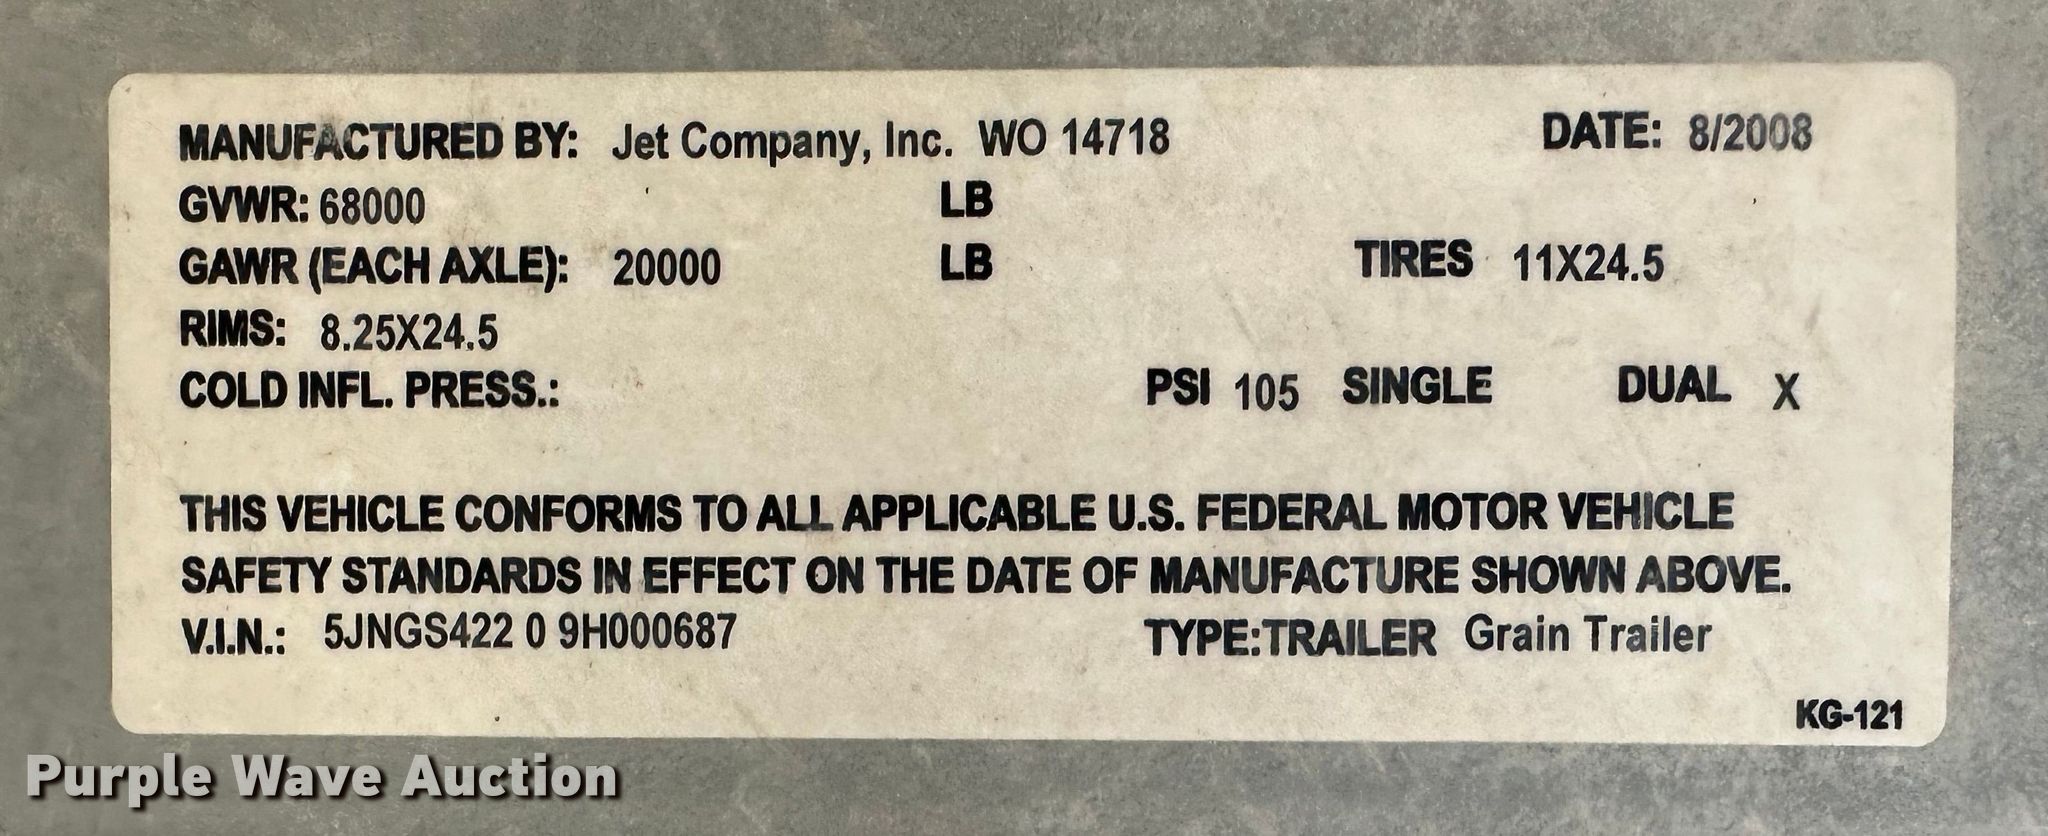 MANUFACTURED BY: Jet Company, Inc. WO 14718 DATE: 8/2008
GVWR: 68000 LB
GAWR (EACH AXLE): 20000 LB TIRES 11X24.5
RIMS: 8.25X24.5
COLD INFL. PRESS.: PSI 105 SINGLE DUAL X
THIS VEHICLE CONFORMS TO ALL APPLICABLE U.S. FEDERAL MOTOR VEHICLE
SAFETY STANDARDS IN EFFECT ON THE DATE OF MANUFACTURE SHOWN ABOVE.
V.I.N.: 5JNGS422 0 9H000687 TYPE:TRAILER Grain Trailer
KG-121
Purple Wave Auction